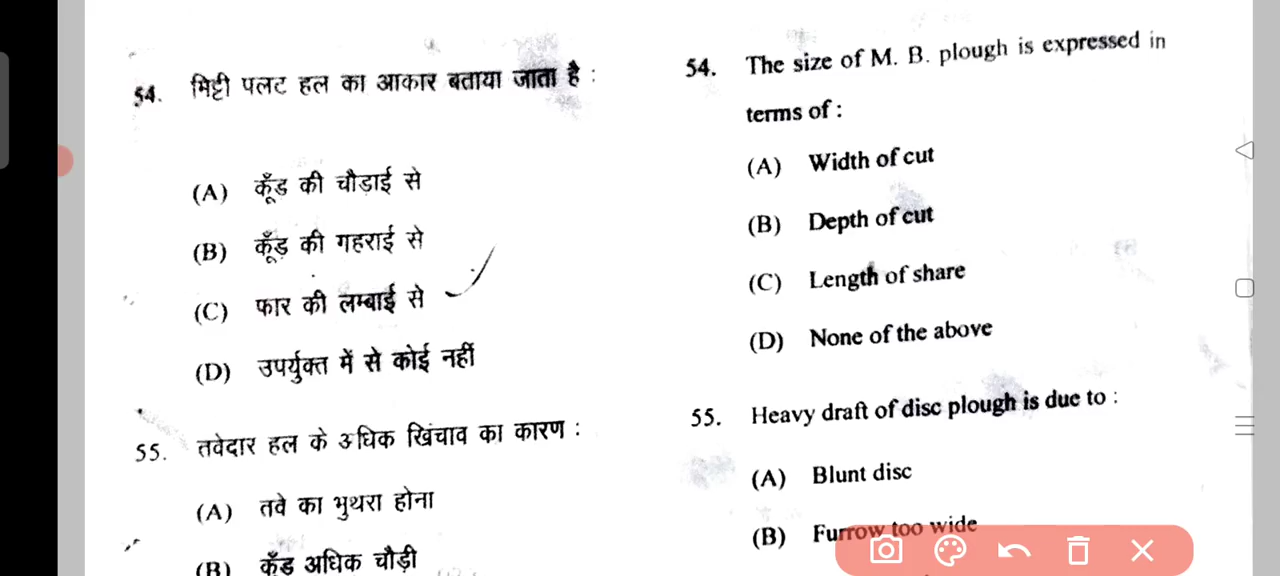 54. मिट्टी पलट हल का आकार बताया जाता है :
(A) कूँड की चौड़ाई से
(B) कूँड़ की गहराई से
(C) फार की लम्बाई से
(D) उपर्युक्त में से कोई नहीं
55. तवेदार हल के अधिक खिंचाव का कारण :
(A) तवे का भुथरा होना
(B) कूँड अधिक चौड़ी
54. The size of M. B. plough is expressed in
terms of :
(A) Width of cut
(B) Depth of cut
(C) Length of share
(D) None of the above
55. Heavy draft of disc plough is due to :
(A) Blunt disc
(B) Furrow too wide